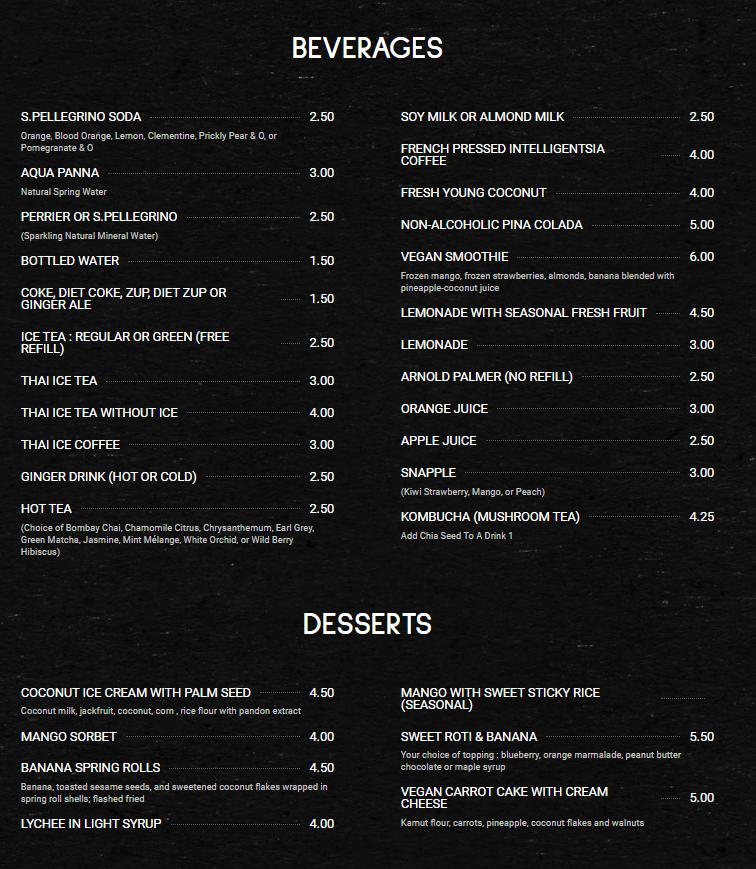 BEVERAGES
S.PELLEGRINO SODA 2.50
Orange, Blood Orange, Lemon, Clementine, Prickly Pear & O, or
Pomegranate & O
AQUA PANNA 3.00
Natural Spring Water
PERRIER OR S.PELLEGRINO 2.50
(Sparkling Natural Mineral Water)
BOTTLED WATER 1.50
COKE, DIET COKE, ZUP, DIET ZUP OR
GINGER ALE 1.50
ICE TEA : REGULAR OR GREEN (FREE
REFILL) 2.50
THAI ICE TEA 3.00
THAI ICE TEA WITHOUT ICE 4.00
THAI ICE COFFEE 3.00
GINGER DRINK (HOT OR COLD) 2.50
HOT TEA 2.50
(Choice of Bombay Chai, Chamomile Citrus, Chrysanthemum, Earl Grey,
Green Matcha, Jasmine, Mint Mélange, White Orchid, or Wild Berry
Hibiscus)
SOY MILK OR ALMOND MILK 2.50
FRENCH PRESSED INTELLIGENTSIA
COFFEE 4.00
FRESH YOUNG COCONUT 4.00
NON-ALCOHOLIC PINA COLADA 5.00
VEGAN SMOOTHIE 6.00
Frozen mango, frozen strawberries, almonds, banana blended with
pineapple-coconut juice
LEMONADE WITH SEASONAL FRESH FRUIT 4.50
LEMONADE 3.00
ARNOLD PALMER (NO REFILL) 2.50
ORANGE JUICE 3.00
APPLE JUICE 2.50
SNAPPLE 3.00
(Kiwi Strawberry, Mango, or Peach)
KOMBUCHA (MUSHROOM TEA) 4.25
Add Chia Seed To A Drink 1
DESSERTS
COCONUT ICE CREAM WITH PALM SEED 4.50
Coconut milk, jackfruit, coconut, corn , rice flour with pandon extract
MANGO SORBET 4.00
BANANA SPRING ROLLS 4.50
Banana, toasted sesame seeds, and sweetened coconut flakes wrapped in
spring roll shells; flashed fried
LYCHEE IN LIGHT SYRUP 4.00
MANGO WITH SWEET STICKY RICE
(SEASONAL)
SWEET ROTI & BANANA 5.50
Your choice of topping : blueberry, orange marmalade, peanut butter
chocolate or maple syrup
VEGAN CARROT CAKE WITH CREAM
CHEESE 5.00
Kamut flour, carrots, pineapple, coconut flakes and walnuts